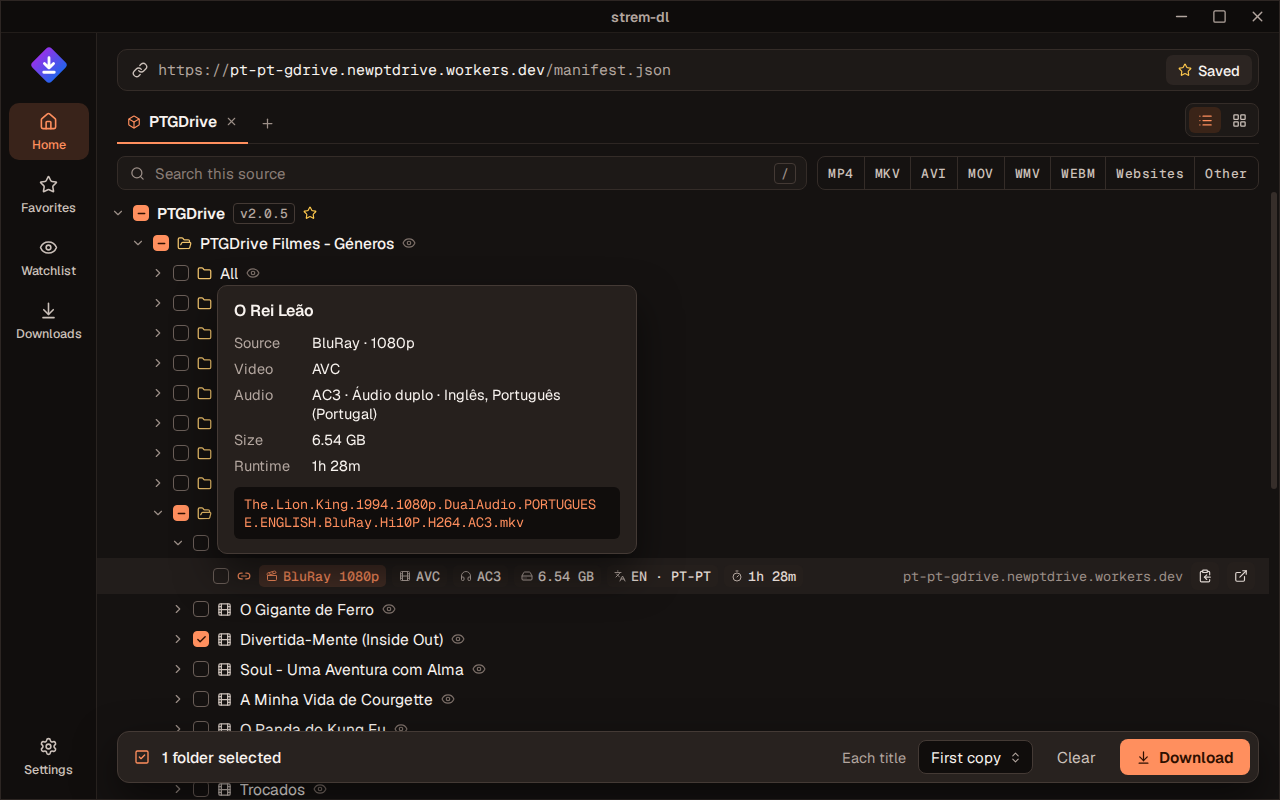 strem-dl
https://pt-pt-gdrive.newptdrive.workers.dev/manifest.json
Saved
Home
PTGDrive
Search this source
/
MP4
MKV
AVI
MOV
WMV
WEBM
Websites
Other
Favorites
Watchlist
Downloads
Settings
PTGDrive v2.0.5
PTGDrive Filmes - Géneros
All
O Rei Leão
Source BluRay · 1080p
Video AVC
Audio AC3 · Áudio duplo · Inglês, Português
(Portugal)
Size 6.54 GB
Runtime 1h 28m
The.Lion.King.1994.1080p.DualAudio.PORTUGUES
E.ENGLISH.BluRay.Hi10P.H264.AC3.mkv
BluRay 1080p AVC AC3 6.54 GB EN · PT-PT 1h 28m pt-pt-gdrive.newptdrive.workers.dev
O Gigante de Ferro
Divertida-Mente (Inside Out)
Soul - Uma Aventura com Alma
A Minha Vida de Courgette
O Panda do Kung Fu
1 folder selected
Each title
First copy
Clear
Download
Trocados